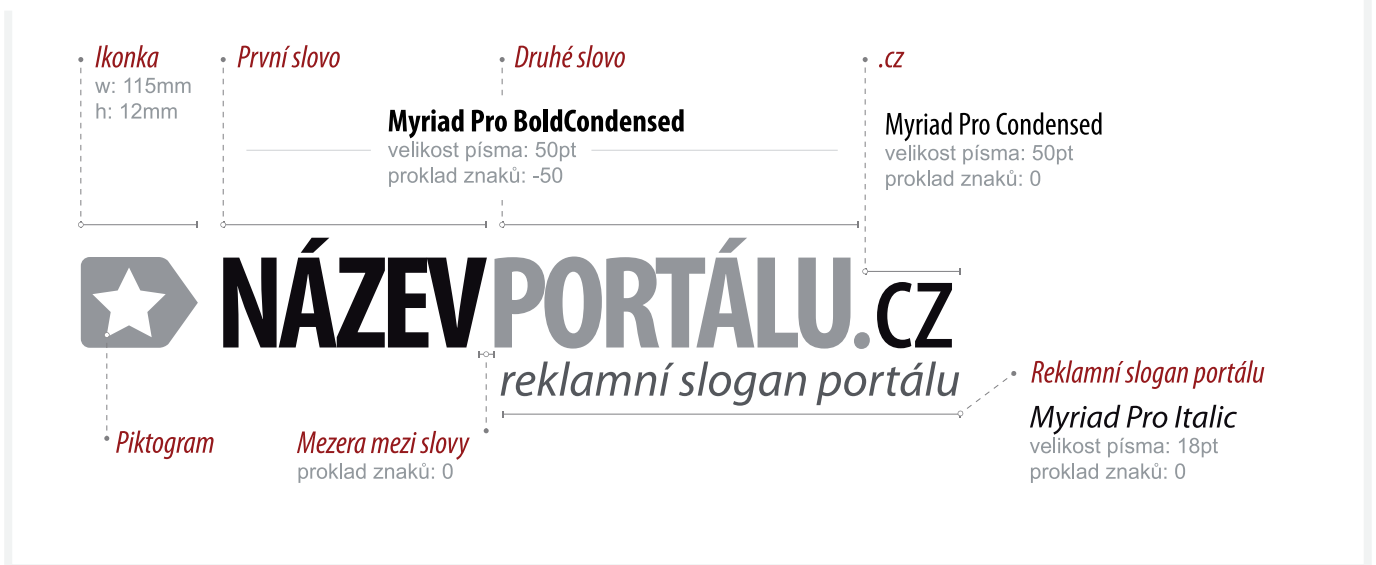 Ikonka
w: 115mm
h: 12mm
První slovo
Druhé slovo
.cz
Myriad Pro BoldCondensed
velikost písma: 50pt
proklad znaků: -50
Myriad Pro Condensed
velikost písma: 50pt
proklad znaků: 0
NÁZEVPORTÁLU.CZ
reklamní slogan portálu
Piktogram
Mezera mezi slovy
proklad znaků: 0
Reklamní slogan portálu
Myriad Pro Italic
velikost písma: 18pt
proklad znaků: 0